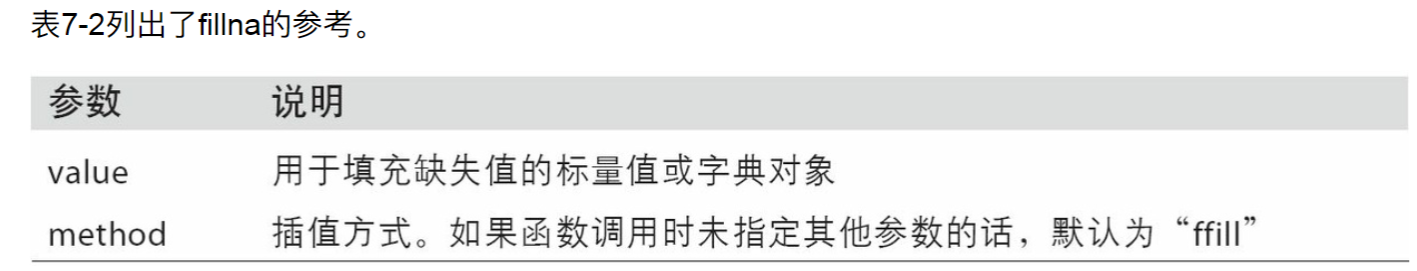 表7-2列出了fillna的参考。
参数 说明
value 用于填充缺失值的标量值或字典对象
method 插值方式。如果函数调用时未指定其他参数的话，默认为“ffill”